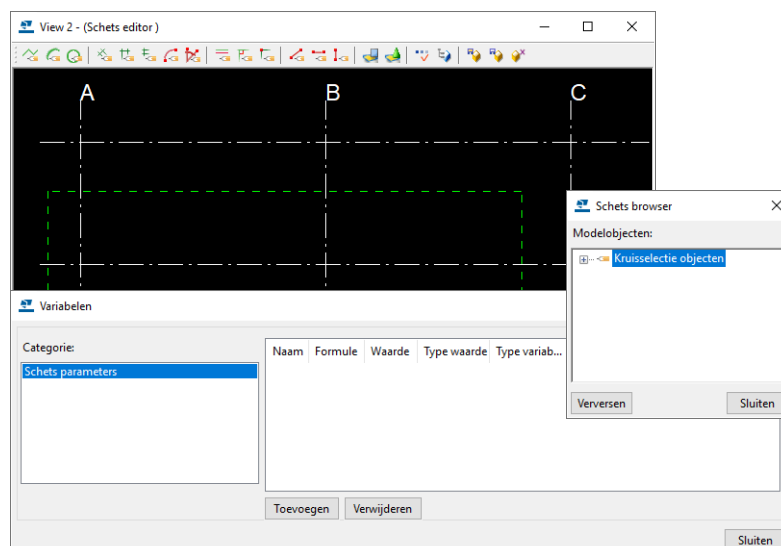 View 2 - (Schets editor )
A B C
Schets browser
Modelobjecten:
Kruisselectie objecten
Verversen Sluiten
Variabelen
Categorie:
Schets parameters
Naam Formule Waarde Type waarde Type variab...
Toevoegen Verwijderen
Sluiten